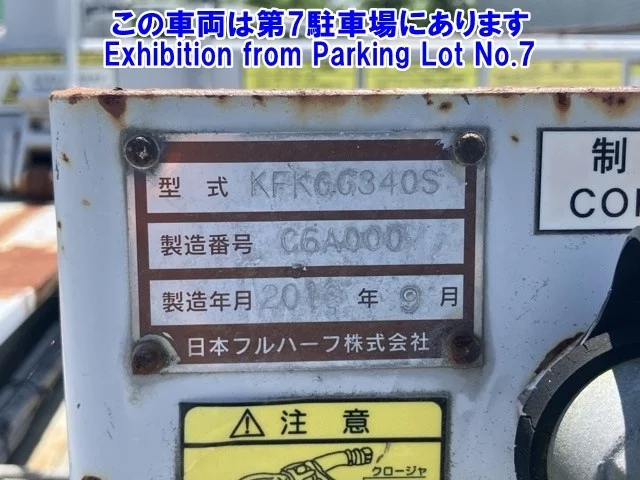 この車両は第7駐車場にあります
Exhibition from Parking Lot No.7
型式 KFKGG340S
製造番号 C6A000
製造年月 年 9 月
日本フルハーフ株式会社
制
CO
注意
クロージャ